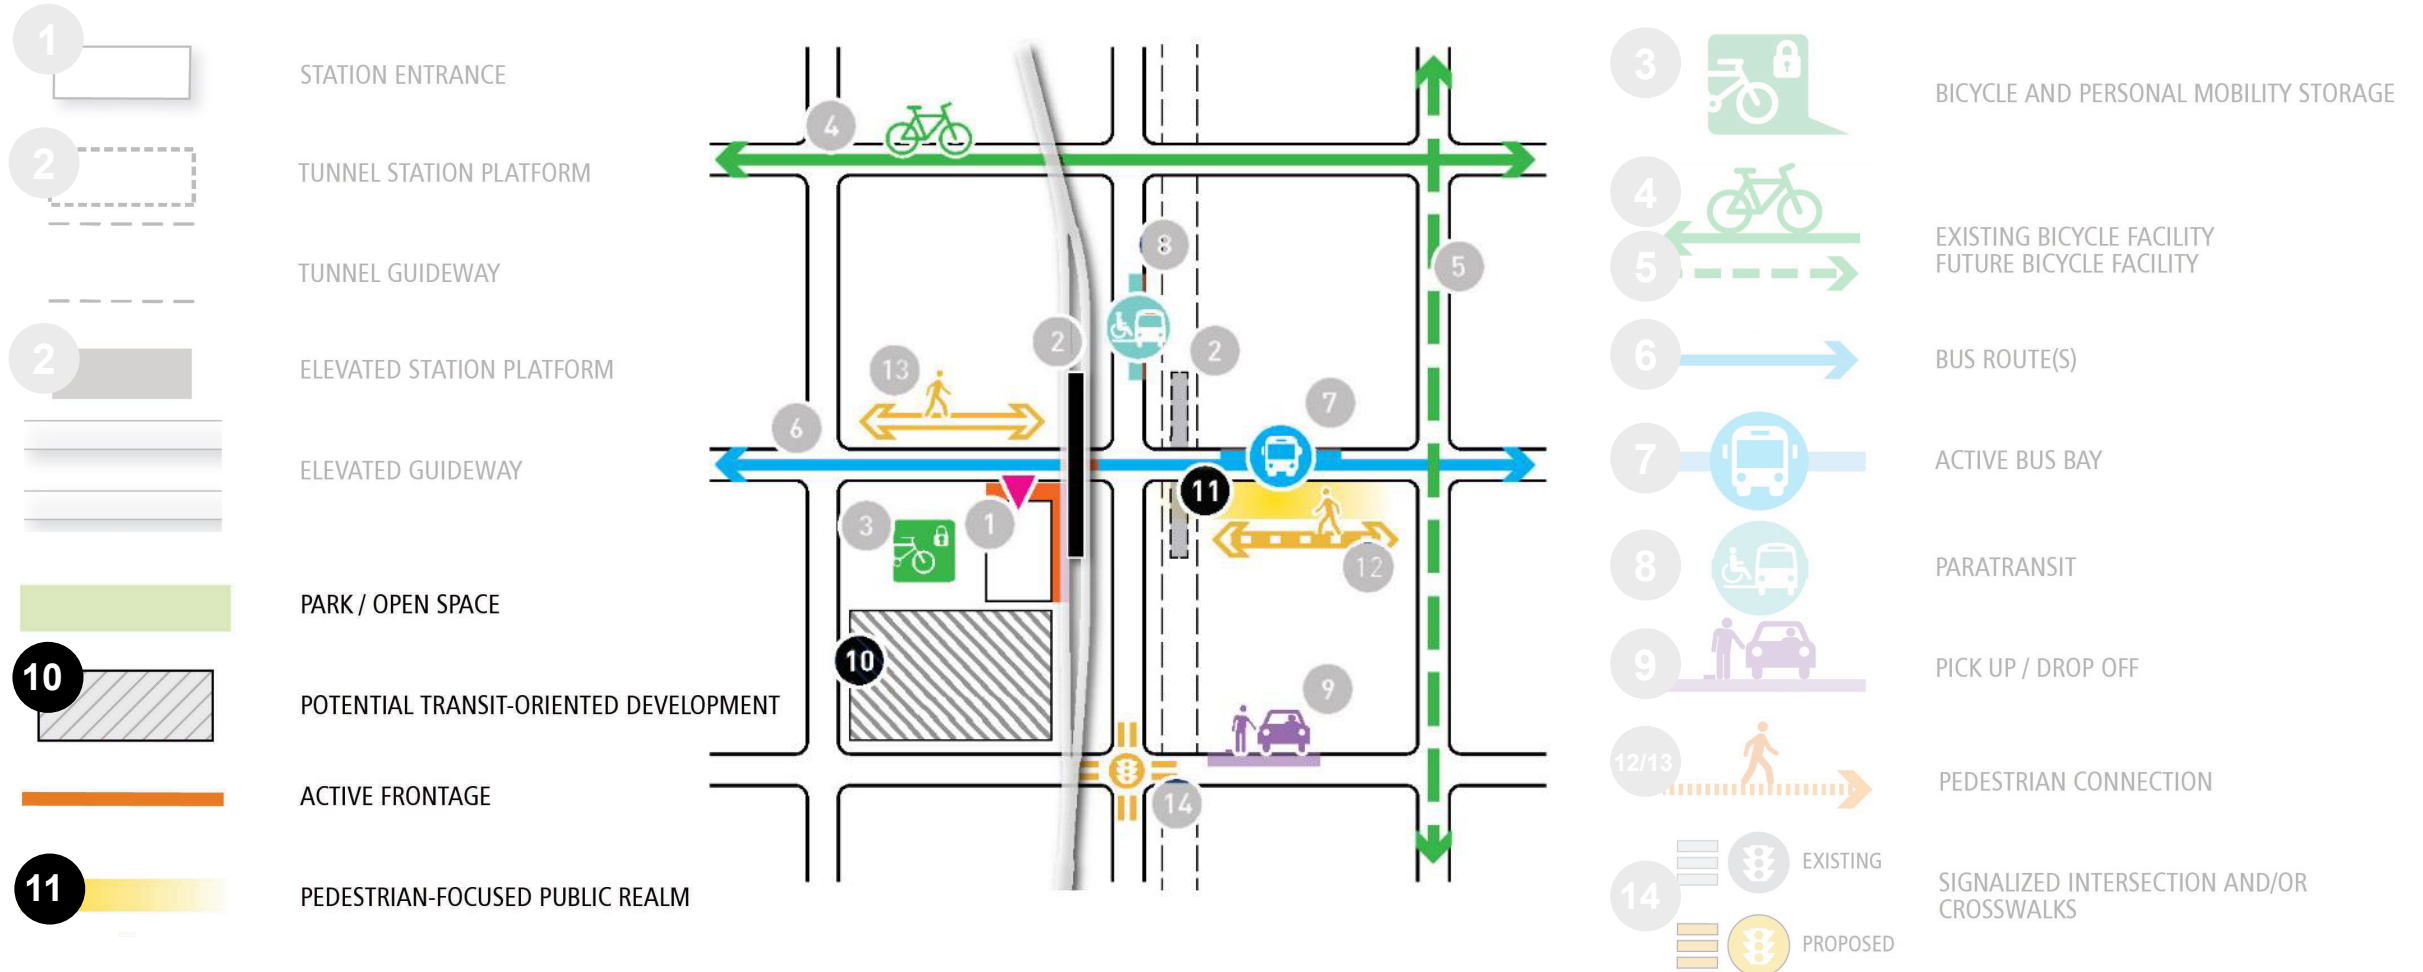 1
STATION ENTRANCE
2
TUNNEL STATION PLATFORM
TUNNEL GUIDEWAY
2
ELEVATED STATION PLATFORM
ELEVATED GUIDEWAY
PARK / OPEN SPACE
10
POTENTIAL TRANSIT-ORIENTED DEVELOPMENT
ACTIVE FRONTAGE
11
PEDESTRIAN-FOCUSED PUBLIC REALM
4
8
5
2
2
13
7
6
11
3
1
12
10
9
14
3
BICYCLE AND PERSONAL MOBILITY STORAGE
4
EXISTING BICYCLE FACILITY
5
FUTURE BICYCLE FACILITY
6
BUS ROUTE(S)
7
ACTIVE BUS BAY
8
PARATRANSIT
9
PICK UP / DROP OFF
12/13
PEDESTRIAN CONNECTION
EXISTING
14
SIGNALIZED INTERSECTION AND/OR
CROSSWALKS
PROPOSED